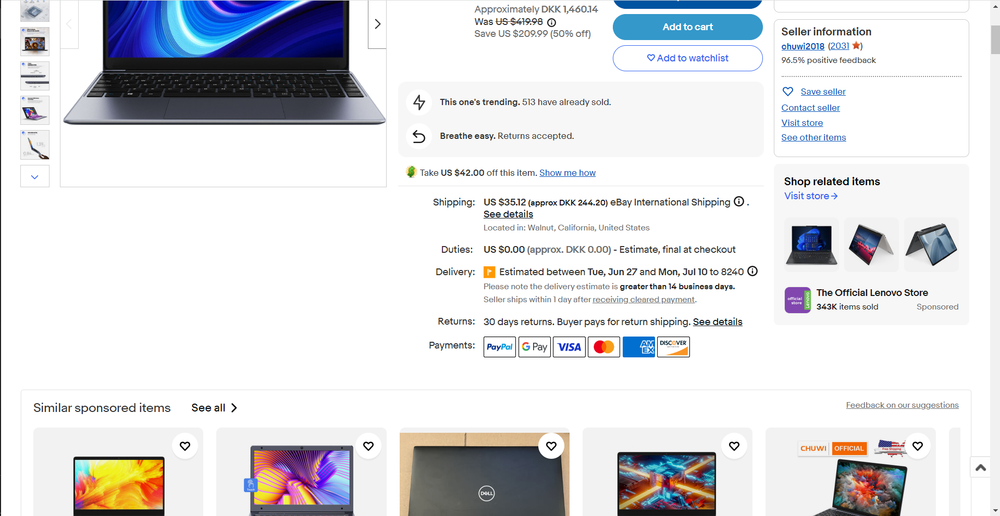 Approximately DKK 1,460.14
Was US $419.98
Save US $209.99 (50% off)
Add to cart
Add to watchlist
This one's trending. 513 have already sold.
Breathe easy. Returns accepted.
Take US $42.00 off this item. Show me how
Shipping: US $35.12 (approx DKK 244.20) eBay International Shipping .
See details
Located in: Walnut, California, United States
Duties: US $0.00 (approx. DKK 0.00) - Estimate, final at checkout
Delivery: Estimated between Tue, Jun 27 and Mon, Jul 10 to 8240
Please note the delivery estimate is greater than 14 business days.
Seller ships within 1 day after receiving cleared payment.
Returns: 30 days returns. Buyer pays for return shipping. See details
Payments: PayPal G Pay VISA AM EX DISCOVER NETWORK
Seller information
chuwi2018 (2031)
96.5% positive feedback
Save seller
Contact seller
Visit store
See other items
Shop related items
Visit store
official store Lenovo
The Official Lenovo Store
343K items sold
Sponsored
Similar sponsored items
See all
Feedback on our suggestions
Touch
DELL
CHUWI OFFICIAL
Free Shipping